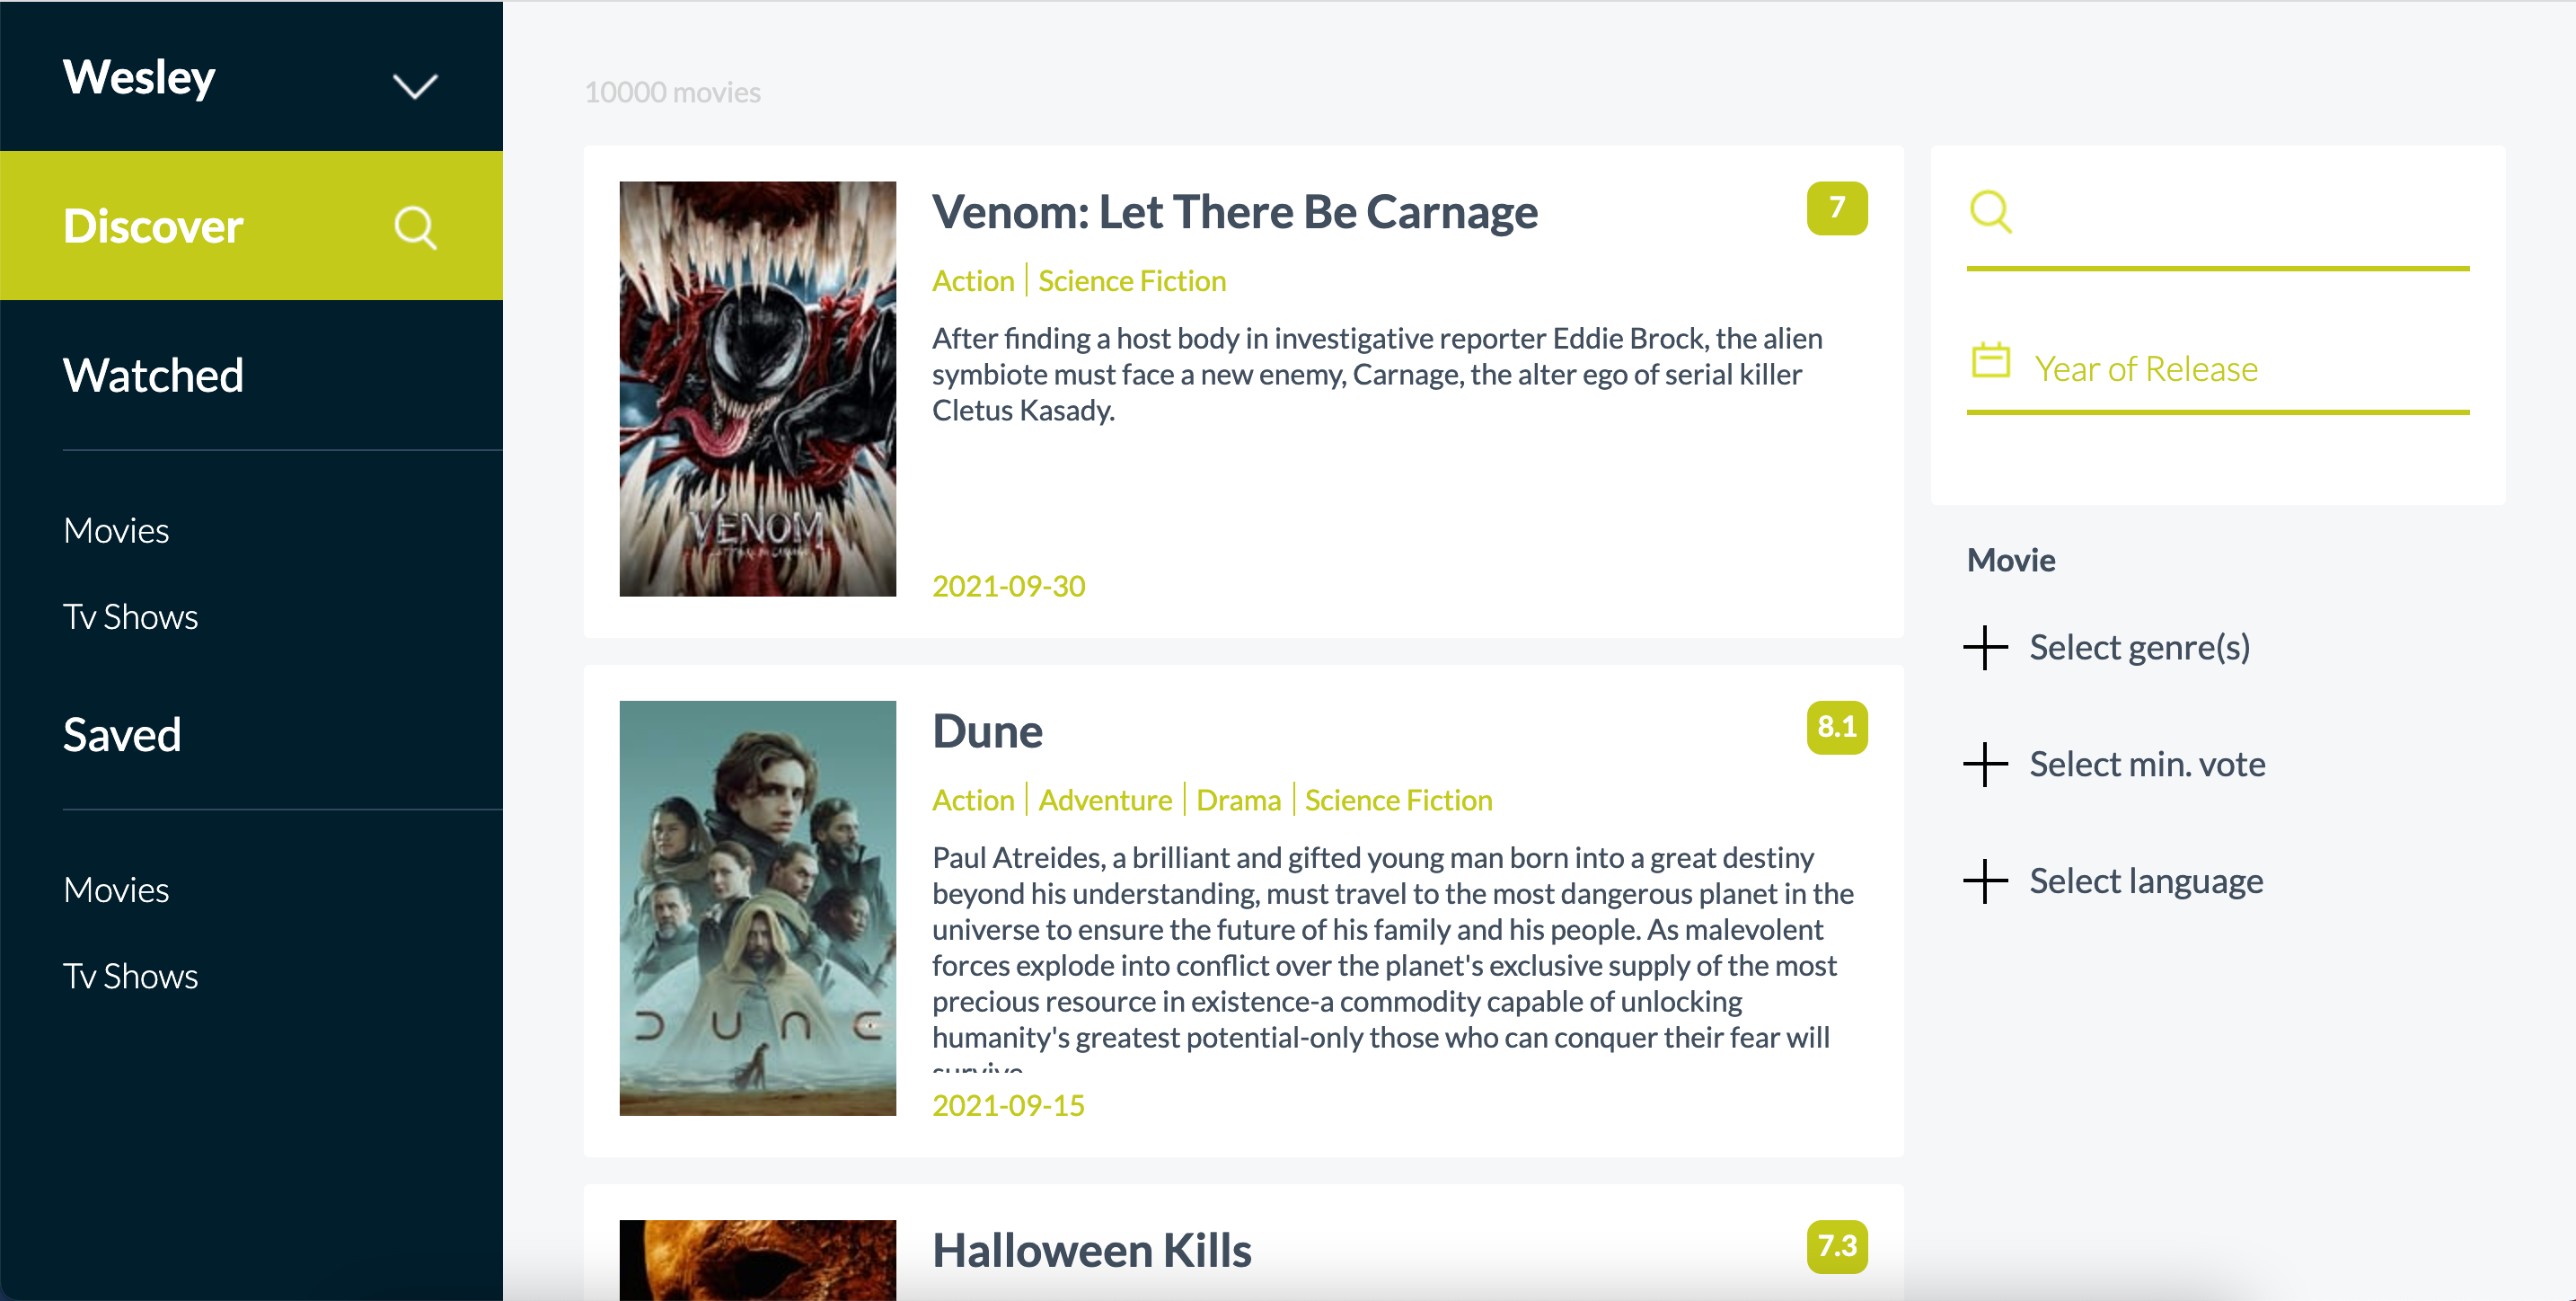 Wesley
Discover
Watched
Movies
Tv Shows
Saved
Movies
Tv Shows
10000 movies
VENOM
Venom: Let There Be Carnage
7
Action | Science Fiction
After finding a host body in investigative reporter Eddie Brock, the alien
symbiote must face a new enemy, Carnage, the alter ego of serial killer
Cletus Kasady.
2021-09-30
DUNE
Dune
8.1
Action | Adventure | Drama | Science Fiction
Paul Atreides, a brilliant and gifted young man born into a great destiny
beyond his understanding, must travel to the most dangerous planet in the
universe to ensure the future of his family and his people. As malevolent
forces explode into conflict over the planet's exclusive supply of the most
precious resource in existence-a commodity capable of unlocking
humanity's greatest potential-only those who can conquer their fear will
survive
2021-09-15
Halloween Kills
7.3
Year of Release
Movie
Select genre(s)
Select min. vote
Select language